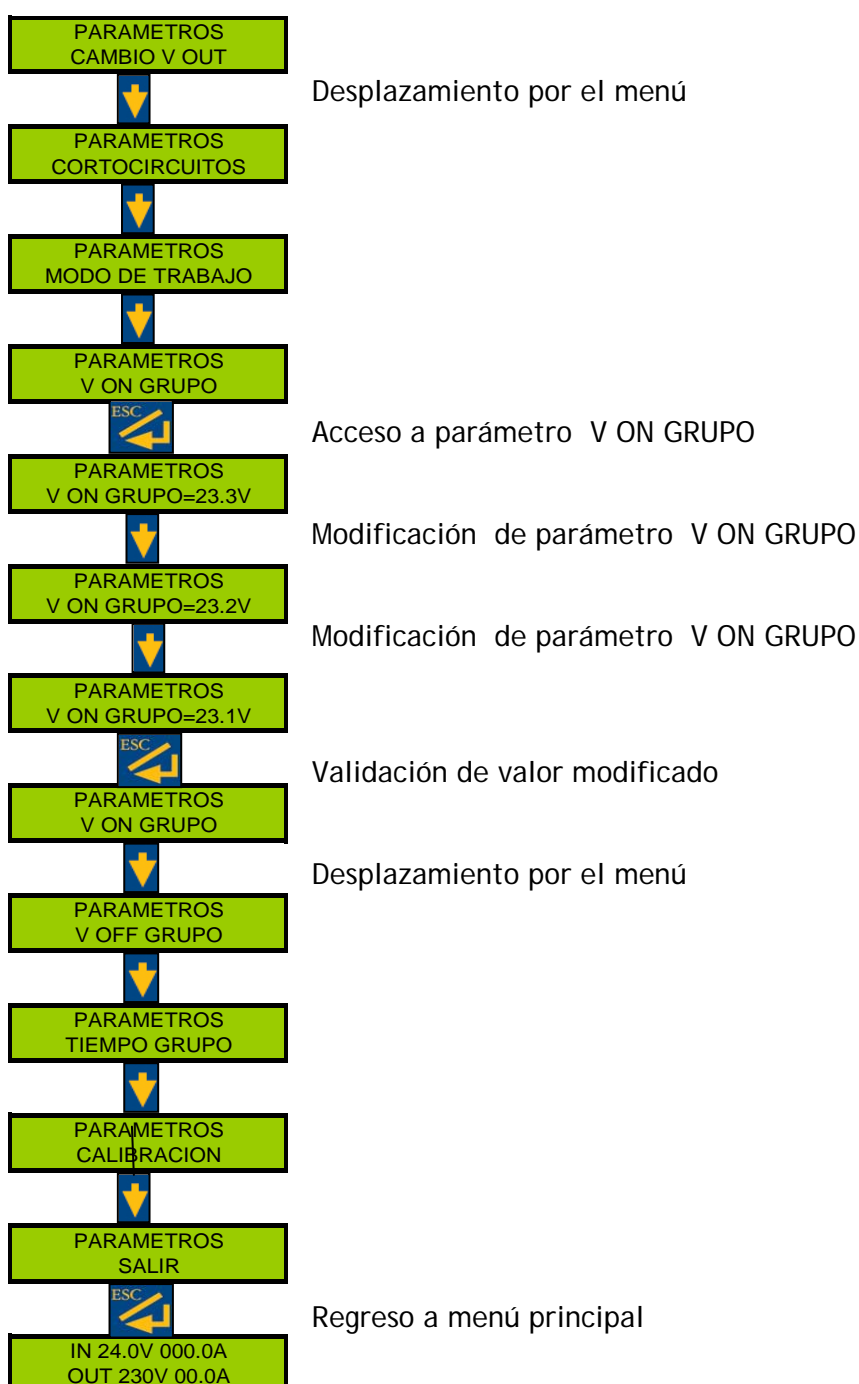 PARAMETROS
CAMBIO V OUT
Desplazamiento por el menú
PARAMETROS
CORTOCIRCUITOS
PARAMETROS
MODO DE TRABAJO
PARAMETROS
V ON GRUPO
ESC
Acceso a parámetro V ON GRUPO
PARAMETROS
V ON GRUPO=23.3V
Modificación de parámetro V ON GRUPO
PARAMETROS
V ON GRUPO=23.2V
Modificación de parámetro V ON GRUPO
PARAMETROS
V ON GRUPO=23.1V
ESC
Validación de valor modificado
PARAMETROS
V ON GRUPO
Desplazamiento por el menú
PARAMETROS
V OFF GRUPO
PARAMETROS
TIEMPO GRUPO
PARAMETROS
CALIBRACION
PARAMETROS
SALIR
ESC
Regreso a menú principal
IN 24.0V 000.0A
OUT 230V 00.0A